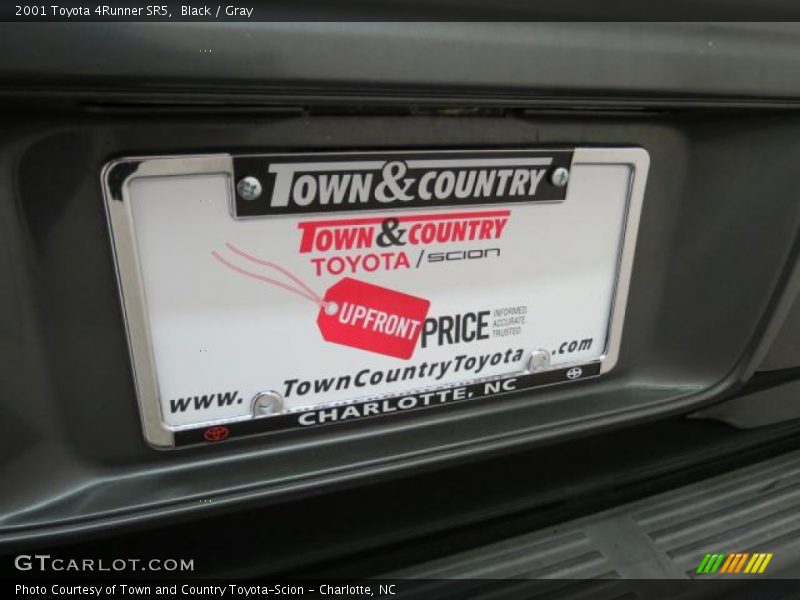 2001 Toyota 4Runner SR5,  Black / Gray
TOWN & COUNTRY
TOWN & COUNTRY
TOYOTA / SCION
UPFRONT PRICE INFORMED. ACCURATE. TRUSTED.
www. TownCountryToyota .com
CHARLOTTE, NC
GTCARLOT.COM
Photo Courtesy of Town and Country Toyota-Scion - Charlotte, NC